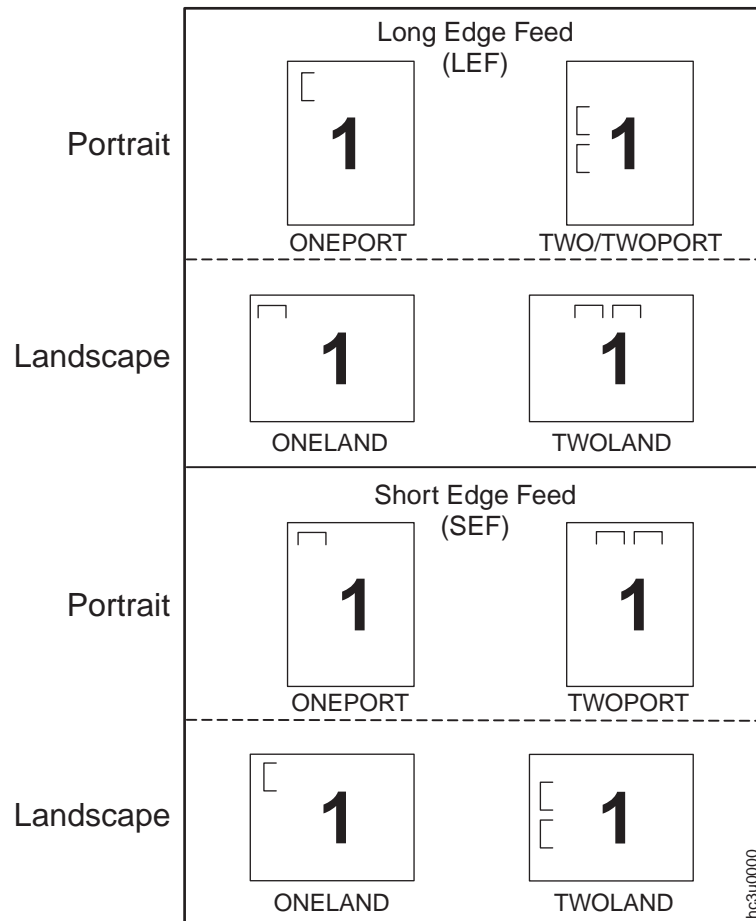 Long Edge Feed
(LEF)
Portrait
1
1
ONEPORT
TWO/TWOPORT
Landscape
1
1
ONELAND
TWOLAND
Short Edge Feed
(SEF)
Portrait
1
1
ONEPORT
TWOPORT
Landscape
1
1
ONELAND
TWOLAND